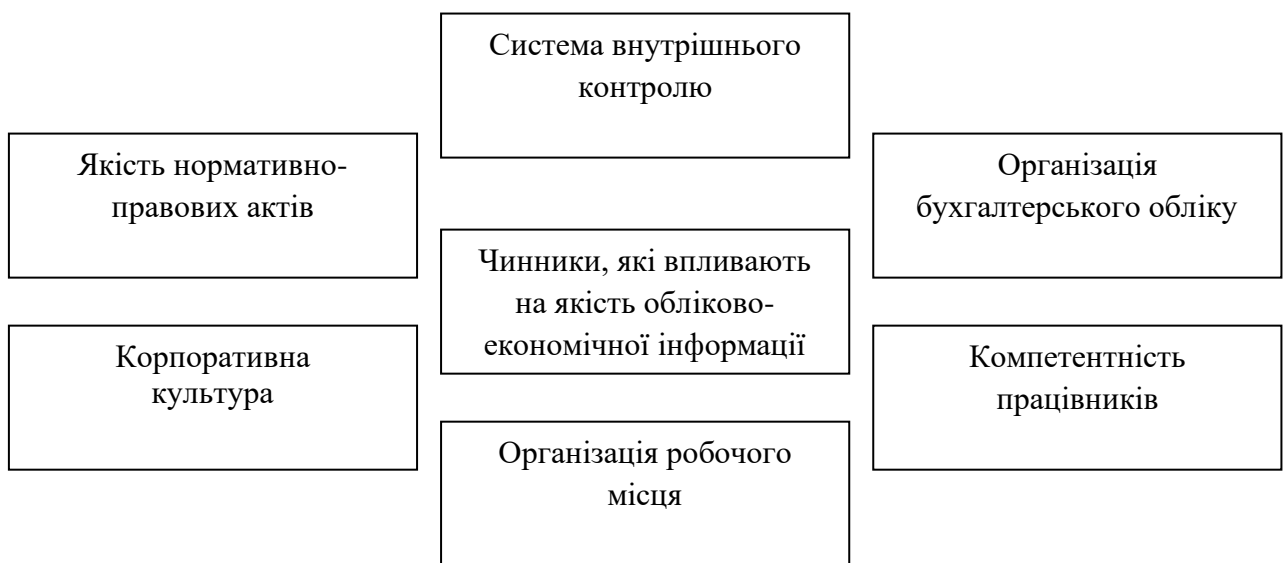 Система внутрішнього
контролю
Якість нормативно-
правових актів
Організація
бухгалтерського обліку
Чинники, які впливають
на якість обліково-
економічної інформації
Корпоративна
культура
Компетентність
працівників
Організація робочого
місця